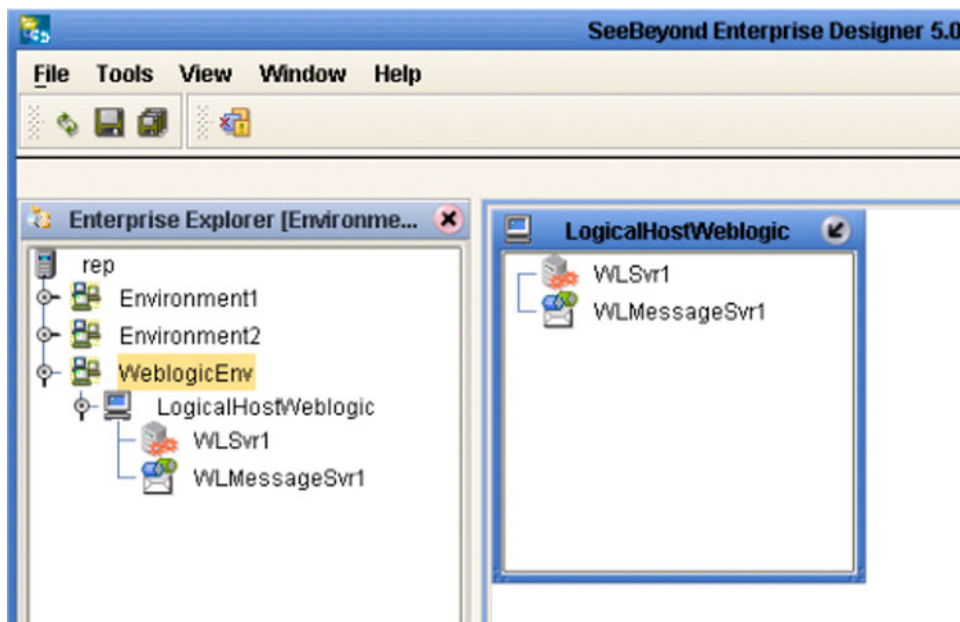 SeeBeyond Enterprise Designer 5.0
File Tools View Window Help
Enterprise Explorer [Environme...
rep
Environment1
Environment2
WeblogicEnv
LogicalHostWeblogic
WLSvr1
WLMessageSvr1
LogicalHostWeblogic
WLSvr1
WLMessageSvr1